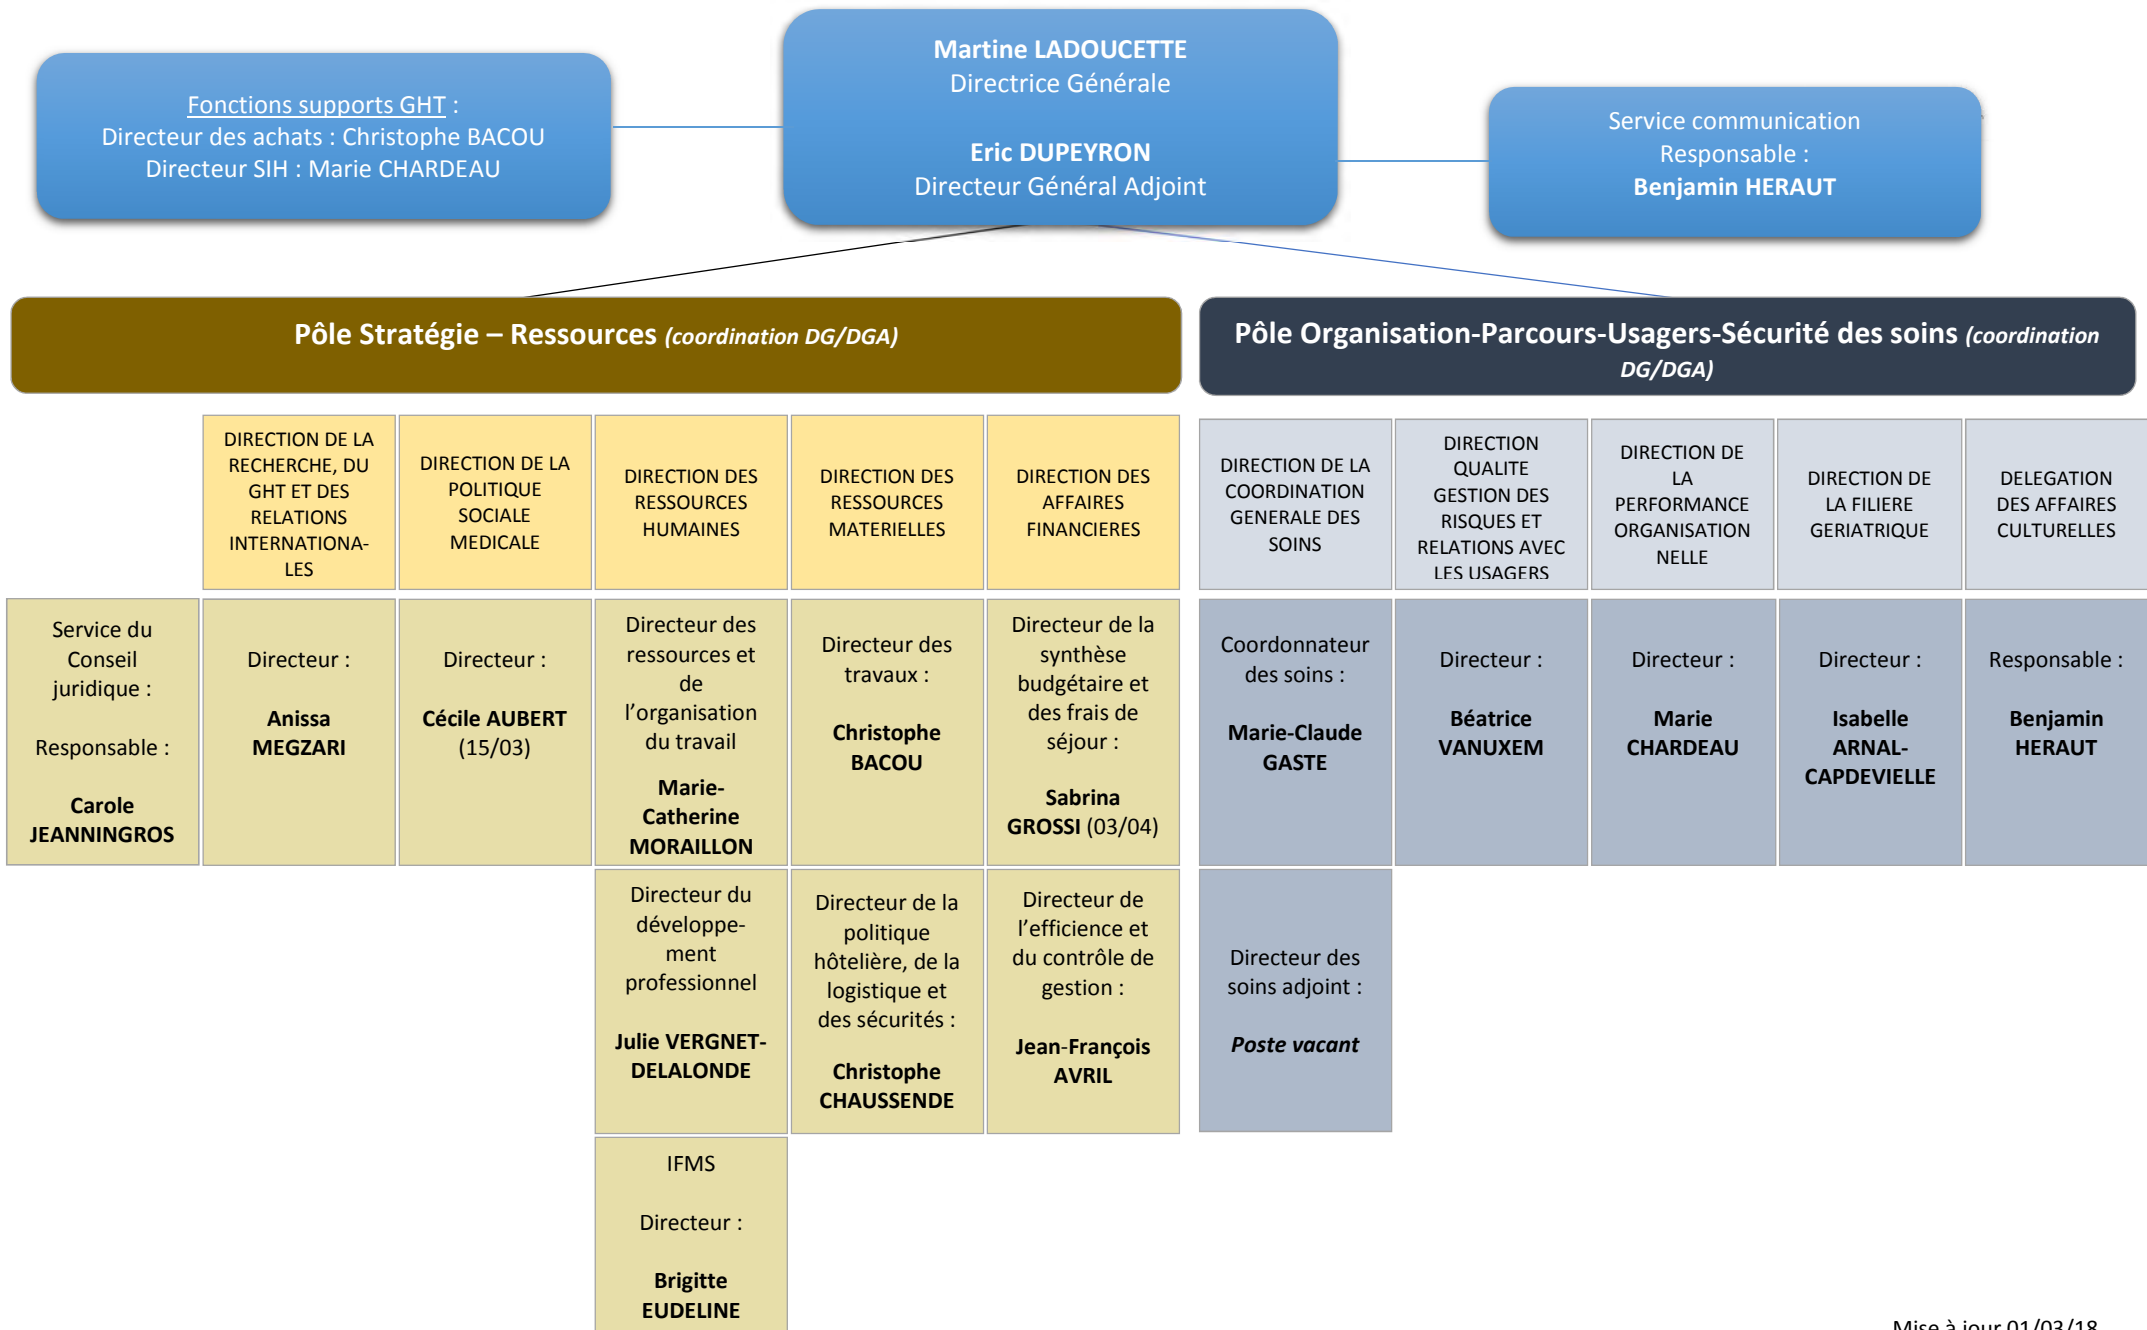 Martine LADOUCETTE
Directrice Générale
Eric DUPEYRON
Directeur Général Adjoint
Fonctions supports GHT :
Directeur des achats : Christophe BACOU
Directeur SIH : Marie CHARDEAU
Service communication
Responsable :
Benjamin HERAUT
Pôle Stratégie – Ressources (coordination DG/DGA)
Pôle Organisation-Parcours-Usagers-Sécurité des soins (coordination
DG/DGA)
DIRECTION DE LA
RECHERCHE, DU
GHT ET DES
RELATIONS
INTERNATIONA-
LES
DIRECTION DE LA
POLITIQUE
SOCIALE
MEDICALE
DIRECTION DES
RESSOURCES
HUMAINES
DIRECTION DES
RESSOURCES
MATERIELLES
DIRECTION DES
AFFAIRES
FINANCIERES
DIRECTION DE LA
COORDINATION
GENERALE DES
SOINS
DIRECTION
QUALITE
GESTION DES
RISQUES ET
RELATIONS AVEC
LES USAGERS
DIRECTION DE
LA
PERFORMANCE
ORGANISATION
NELLE
DIRECTION DE
LA FILIERE
GERIATRIQUE
DELEGATION
DES AFFAIRES
CULTURELLES
Service du
Conseil
juridique :
Responsable :
Carole
JEANNINGROS
Directeur :
Anissa
MEGZARI
Directeur :
Cécile AUBERT
(15/03)
Directeur des
ressources et
de
l’organisation
du travail
Marie-
Catherine
MORAILLON
Directeur des
travaux :
Christophe
BACOU
Directeur de la
synthèse
budgétaire et
des frais de
séjour :
Sabrina
GROSSI (03/04)
Coordonnateur
des soins :
Marie-Claude
GASTE
Directeur :
Béatrice
VANUXEM
Directeur :
Marie
CHARDEAU
Directeur :
Isabelle
ARNAL-
CAPDEVIELLE
Responsable :
Benjamin
HERAUT
Directeur du
développe-
ment
professionnel
Julie VERGNET-
DELALONDE
Directeur de la
politique
hôtelière, de la
logistique et
des sécurités :
Christophe
CHAUSSENDE
Directeur de
l’efficience et
du contrôle de
gestion :
Jean-François
AVRIL
Directeur des
soins adjoint :
Poste vacant
IFMS
Directeur :
Brigitte
EUDELINE
Mise à jour 01/03/18